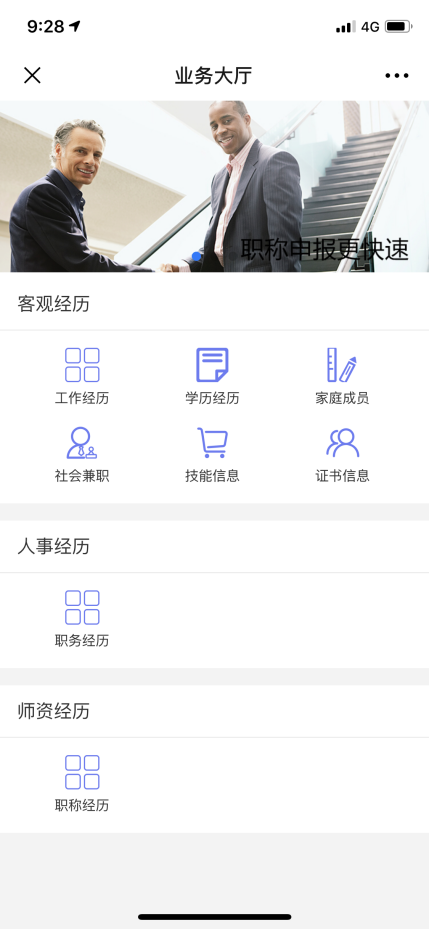 9:28 4G
业务大厅
职称申报更快速
客观经历
工作经历 学历经历 家庭成员
社会兼职 技能信息 证书信息
人事经历
职务经历
师资经历
职称经历